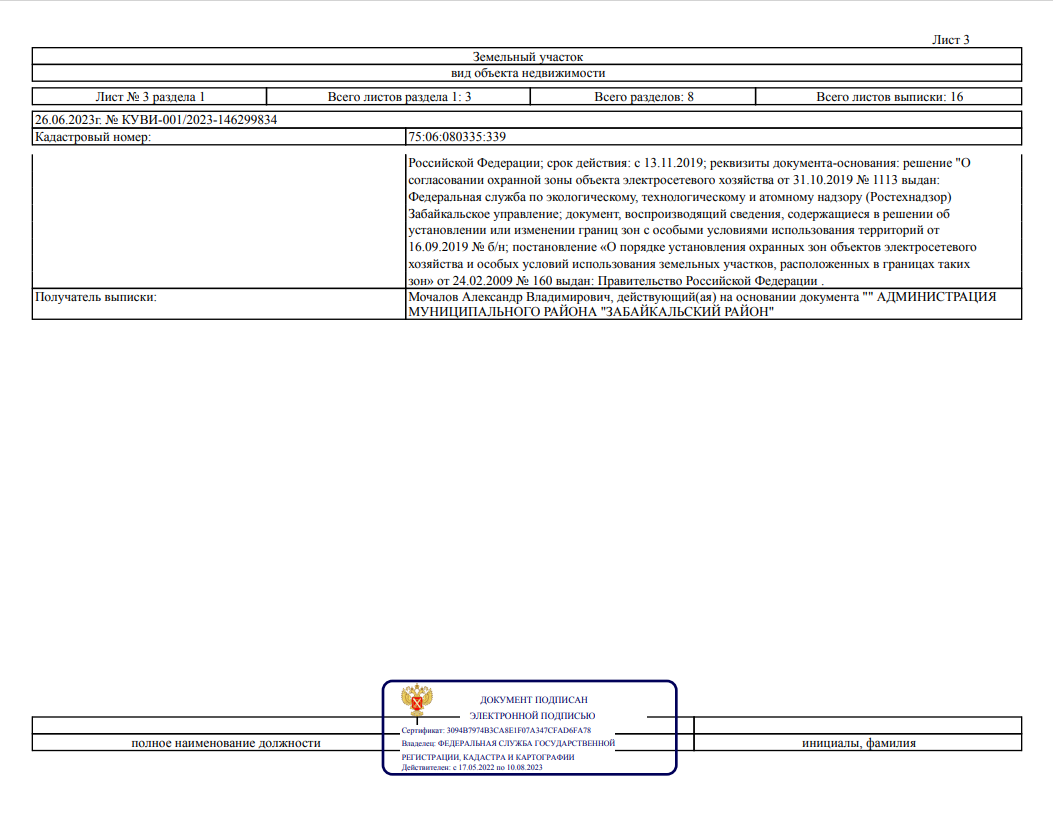 Лист 3
Земельный участок
вид объекта недвижимости
Лист № 3 раздела 1
Всего листов раздела 1: 3
Всего разделов: 8
Всего листов выписки: 16
26.06.2023г. № КУВИ-001/2023-146299834
Кадастровый номер:
75:06:080335:339
Российской Федерации; срок действия: с 13.11.2019; реквизиты документа-основания: решение "О
согласовании охранной зоны объекта электросетевого хозяйства от 31.10.2019 № 1113 выдан:
Федеральная служба по экологическому, технологическому и атомному надзору (Ростехнадзор)
Забайкальское управление; документ, воспроизводящий сведения, содержащиеся в решении об
установлении или изменении границ зон с особыми условиями использования территорий от
16.09.2019 № б/н; постановление «О порядке установления охранных зон объектов электросетевого
хозяйства и особых условий использования земельных участков, расположенных в границах таких
зон» от 24.02.2009 № 160 выдан: Правительство Российской Федерации .
Получатель выписки:
Мочалов Александр Владимирович, действующий(ая) на основании документа "" АДМИНИСТРАЦИЯ
МУНИЦИПАЛЬНОГО РАЙОНА "ЗАБАЙКАЛЬСКИЙ РАЙОН"
ДОКУМЕНТ ПОДПИСАН
ЭЛЕКТРОННОЙ ПОДПИСЬЮ
Сертификат: 3094B7974B3CA8E1F07A347CFAD6FA78
Владелец: ФЕДЕРАЛЬНАЯ СЛУЖБА ГОСУДАРСТВЕННОЙ
РЕГИСТРАЦИИ, КАДАСТРА И КАРТОГРАФИИ
Действителен: с 17.05.2022 по 10.08.2023
полное наименование должности
инициалы, фамилия